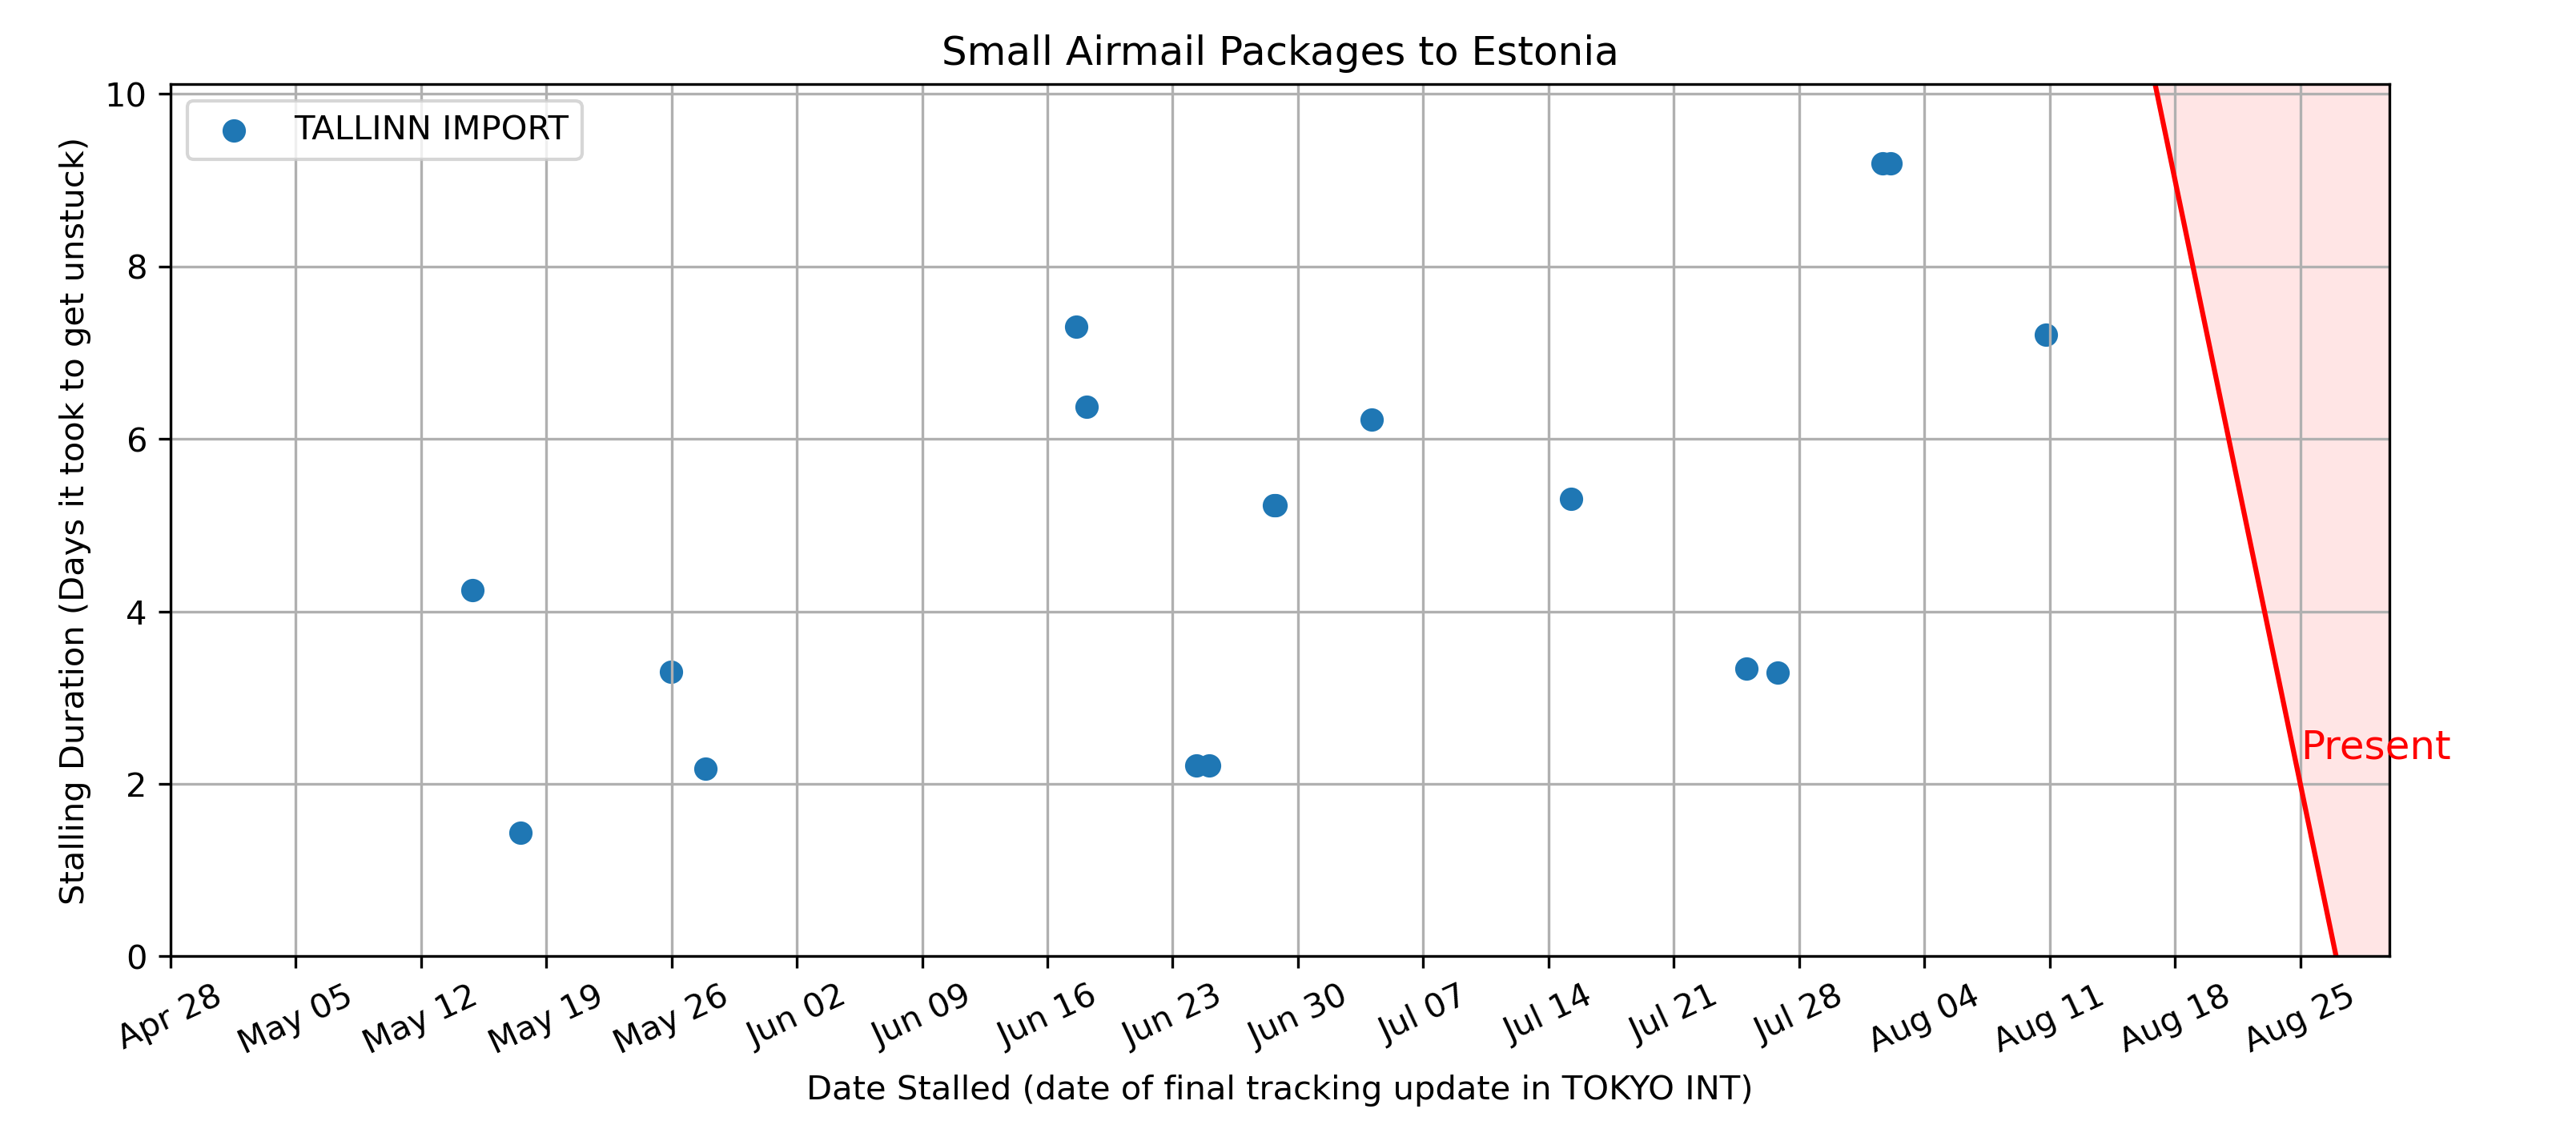 Small Airmail Packages to Estonia
TALLINN IMPORT
Stalling Duration (Days it took to get unstuck)
10
8
6
4
2
0
Present
Apr 28
May 05
May 12
May 19
May 26
Jun 02
Jun 09
Jun 16
Jun 23
Jun 30
Jul 07
Jul 14
Jul 21
Jul 28
Aug 04
Aug 11
Aug 18
Aug 25
Date Stalled (date of final tracking update in TOKYO INT)